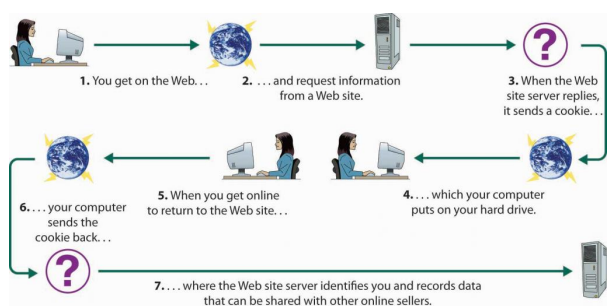 1. You get on the Web. . .
2. . . . and request information
from a Web site.
?
3. When the Web
site server replies,
it sends a cookie. . .
4. . . . which your computer
puts on your hard drive.
5. When you get online
to return to the Web site. . .
6. . . . your computer
sends the
cookie back. . .
?
7. . . . where the Web site server identifies you and records data
that can be shared with other online sellers.